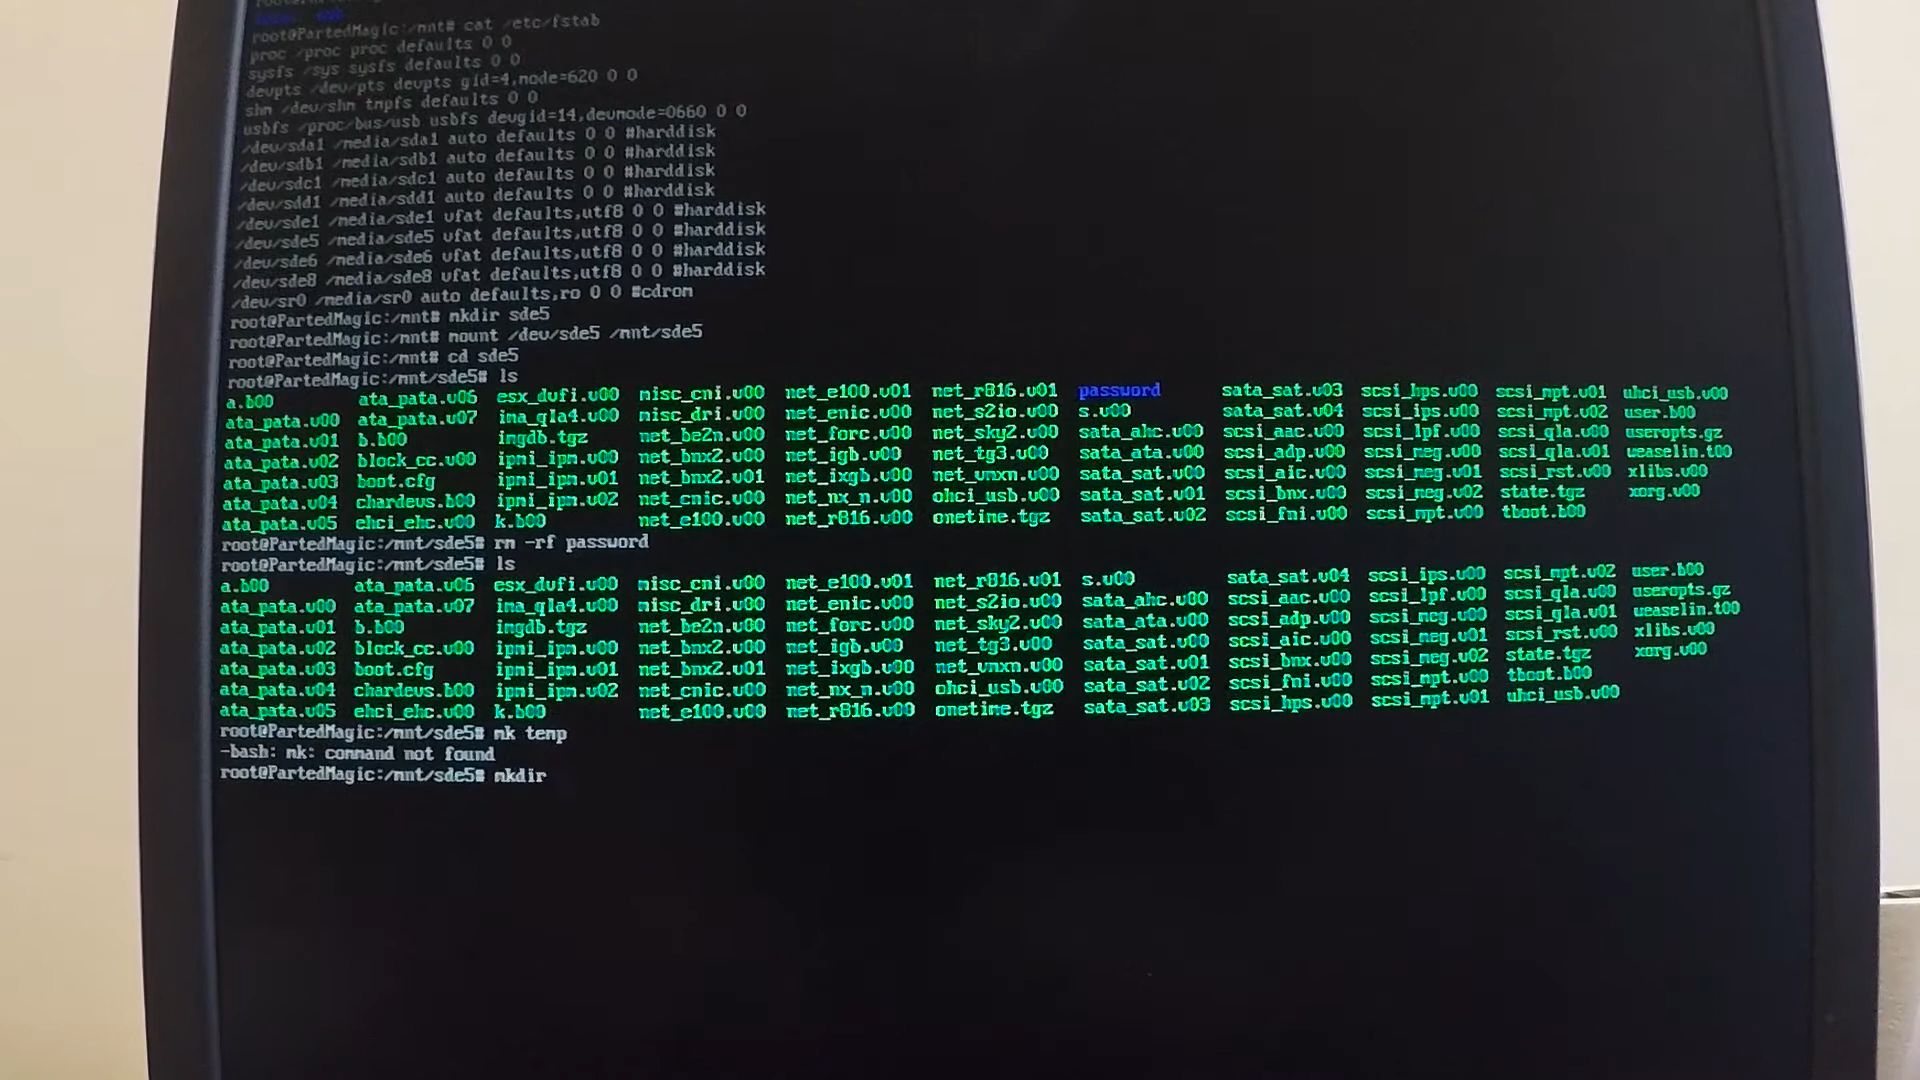 root@PartedMagic:/mnt# cat /etc/fstab
proc /proc proc defaults 0 0
sysfs /sys sysfs defaults 0 0
devpts /dev/pts devpts gid=4,mode=620 0 0
shm /dev/shm tmpfs defaults 0 0
usbfs /proc/bus/usb usbfs devgid=14,devmode=0660 0 0
/dev/sda1 /media/sda1 auto defaults 0 0 #harddisk
/dev/sdb1 /media/sdb1 auto defaults 0 0 #harddisk
/dev/sdc1 /media/sdc1 auto defaults 0 0 #harddisk
/dev/sdd1 /media/sdd1 auto defaults 0 0 #harddisk
/dev/sde1 /media/sde1 vfat defaults,utf8 0 0 #harddisk
/dev/sde5 /media/sde5 vfat defaults,utf8 0 0 #harddisk
/dev/sde6 /media/sde6 vfat defaults,utf8 0 0 #harddisk
/dev/sde8 /media/sde8 vfat defaults,utf8 0 0 #harddisk
/dev/sr0 /media/sr0 auto defaults,ro 0 0 #cdrom
root@PartedMagic:/mnt# mkdir sde5
root@PartedMagic:/mnt# mount /dev/sde5 /mnt/sde5
root@PartedMagic:/mnt# cd sde5
root@PartedMagic:/mnt/sde5# ls
a.b00 ata_pata.v06 esx_dvfi.v00 misc_cni.v00 net_e100.v01 net_r816.v01 password sata_sat.v03 scsi_hps.v00 scsi_mpt.v01 uhci_usb.v00
ata_pata.v00 ata_pata.v07 ima_qla4.v00 misc_dri.v00 net_enic.v00 net_s2io.v00 s.v00 sata_sat.v04 scsi_ips.v00 scsi_mpt.v02 user.b00
ata_pata.v01 b.b00 imgdb.tgz net_be2n.v00 net_forc.v00 net_sky2.v00 sata_ahc.v00 scsi_aac.v00 scsi_lpf.v00 scsi_qla.v00 useropts.gz
ata_pata.v02 block_cc.v00 ipmi_ipm.v00 net_bnx2.v00 net_igb.v00 net_tg3.v00 sata_ata.v00 scsi_adp.v00 scsi_meg.v00 scsi_qla.v01 weaselin.t00
ata_pata.v03 boot.cfg ipmi_ipm.v01 net_bnx2.v01 net_ixgb.v00 net_vmxn.v00 sata_sat.v00 scsi_aic.v00 scsi_meg.v01 scsi_rst.v00 xlibs.v00
ata_pata.v04 chardevs.b00 ipmi_ipm.v02 net_cnic.v00 net_nx_n.v00 ohci_usb.v00 sata_sat.v01 scsi_bnx.v00 scsi_meg.v02 state.tgz xorg.v00
ata_pata.v05 ehci_ehc.v00 k.b00 net_e100.v00 net_r816.v00 onetime.tgz sata_sat.v02 scsi_fni.v00 scsi_mpt.v00 tboot.b00
root@PartedMagic:/mnt/sde5# rm -rf password
root@PartedMagic:/mnt/sde5# ls
a.b00 ata_pata.v06 esx_dvfi.v00 misc_cni.v00 net_e100.v01 net_r816.v01 s.v00 sata_sat.v04 scsi_ips.v00 scsi_mpt.v02 user.b00
ata_pata.v00 ata_pata.v07 ima_qla4.v00 misc_dri.v00 net_enic.v00 net_s2io.v00 sata_ahc.v00 scsi_aac.v00 scsi_lpf.v00 scsi_qla.v00 useropts.gz
ata_pata.v01 b.b00 imgdb.tgz net_be2n.v00 net_forc.v00 net_sky2.v00 sata_ata.v00 scsi_adp.v00 scsi_meg.v00 scsi_qla.v01 weaselin.t00
ata_pata.v02 block_cc.v00 ipmi_ipm.v00 net_bnx2.v00 net_igb.v00 net_tg3.v00 sata_sat.v00 scsi_aic.v00 scsi_meg.v01 scsi_rst.v00 xlibs.v00
ata_pata.v03 boot.cfg ipmi_ipm.v01 net_bnx2.v01 net_ixgb.v00 net_vmxn.v00 sata_sat.v01 scsi_bnx.v00 scsi_meg.v02 state.tgz xorg.v00
ata_pata.v04 chardevs.b00 ipmi_ipm.v02 net_cnic.v00 net_nx_n.v00 ohci_usb.v00 sata_sat.v02 scsi_fni.v00 scsi_mpt.v00 tboot.b00
ata_pata.v05 ehci_ehc.v00 k.b00 net_e100.v00 net_r816.v00 onetime.tgz sata_sat.v03 scsi_hps.v00 scsi_mpt.v01 uhci_usb.v00
root@PartedMagic:/mnt/sde5# mk temp
-bash: mk: command not found
root@PartedMagic:/mnt/sde5# mkdir